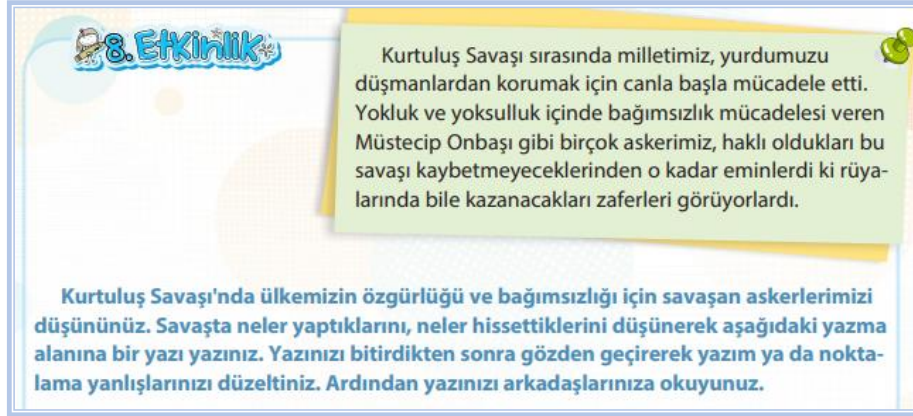 8. Etkinlik
Kurtuluş Savaşı sırasında milletimiz, yurdumuzu
düşmanlardan korumak için canla başla mücadele etti.
Yokluk ve yoksulluk içinde bağımsızlık mücadelesi veren
Müstecip Onbaşı gibi birçok askerimiz, haklı oldukları bu
savaşı kaybetmeyeceklerinden o kadar eminlerdi ki rüya-
larında bile kazanacakları zaferleri görüyorlardı.
Kurtuluş Savaşı'nda ülkemizin özgürlüğü ve bağımsızlığı için savaşan askerlerimizi
düşününüz. Savaşta neler yaptıklarını, neler hissettiklerini düşünerek aşağıdaki yazma
alanına bir yazı yazınız. Yazınızı bitirdikten sonra gözden geçirerek yazım ya da nokta-
lama yanlışlarınızı düzeltiniz. Ardından yazınızı arkadaşlarınıza okuyunuz.